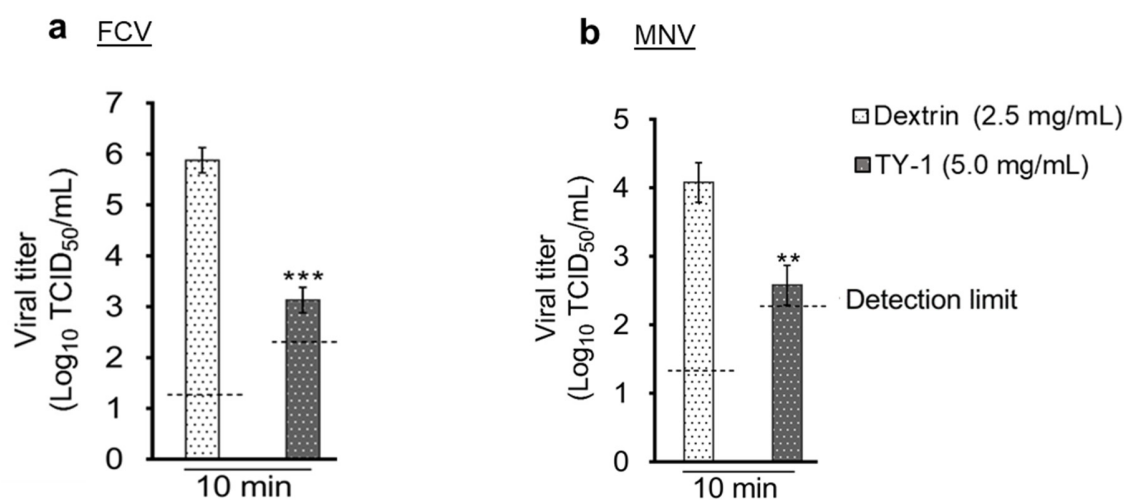 a FCV
Viral titer
(Log10 TCID50/mL)
7
6
5
4
3
2
1
0
***
10 min
b MNV
Viral titer
(Log10 TCID50/mL)
5
4
3
2
1
0
**
10 min
Dextrin (2.5 mg/mL)
TY-1 (5.0 mg/mL)
Detection limit